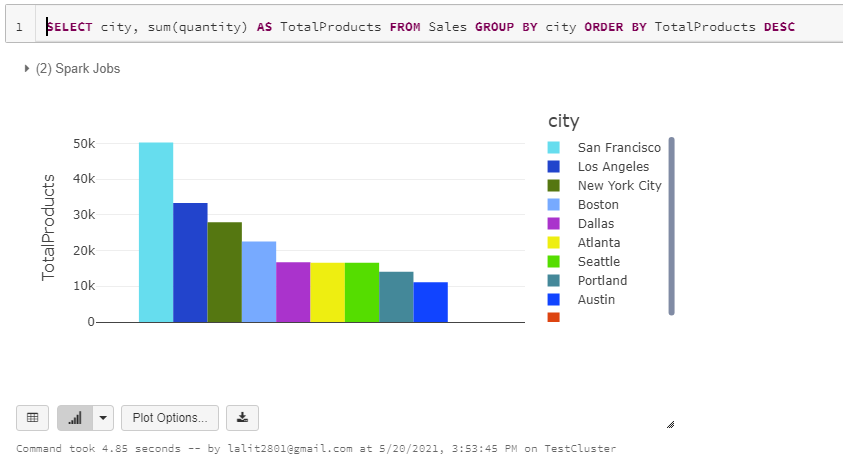 1 SELECT city, sum(quantity) AS TotalProducts FROM Sales GROUP BY city ORDER BY TotalProducts DESC
(2) Spark Jobs
city
San Francisco
Los Angeles
New York City
Boston
Dallas
Atlanta
Seattle
Portland
Austin
TotalProducts
50k
40k
30k
20k
10k
0
Plot Options...
Command took 4.85 seconds -- by lalit2801@gmail.com at 5/20/2021, 3:53:45 PM on TestCluster